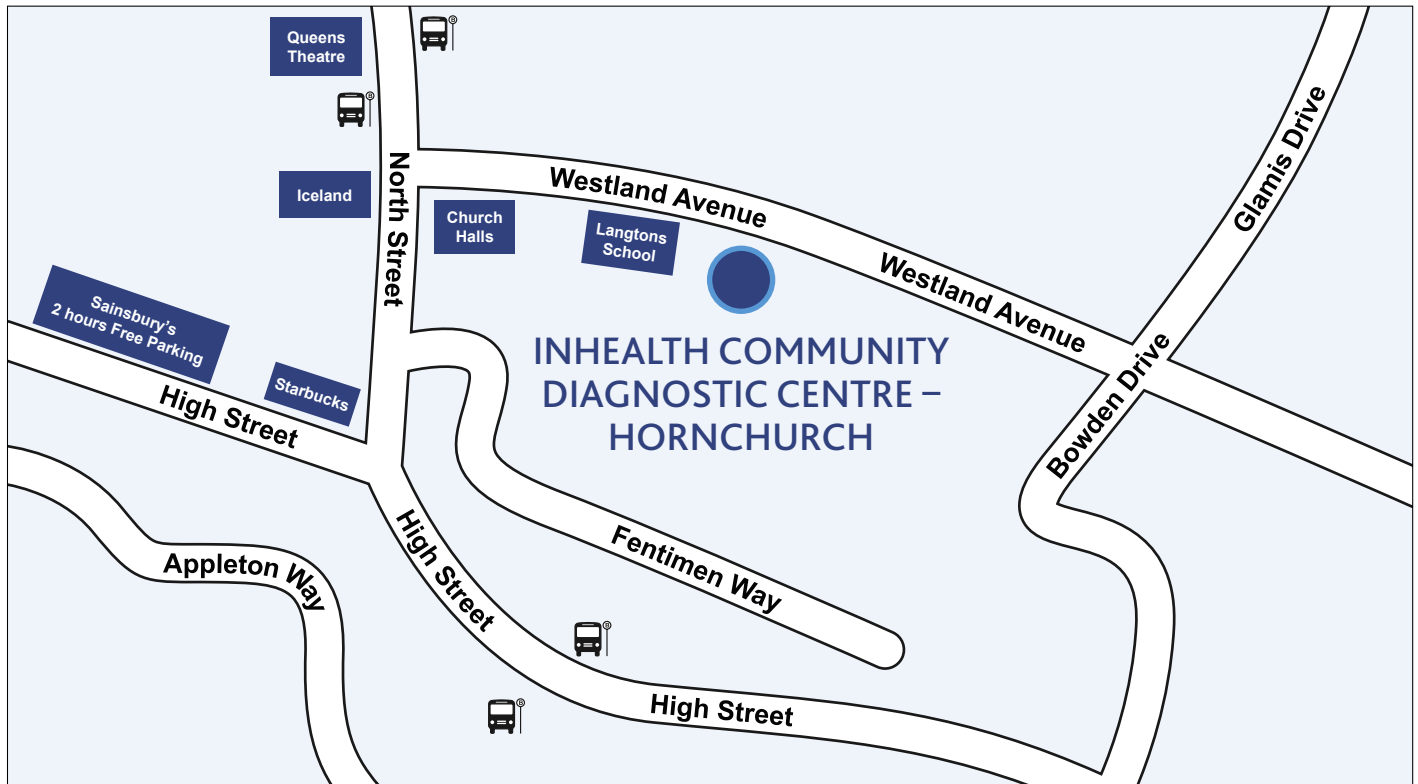 Queens
Theatre
North Street
Iceland
Westland Avenue
Church
Halls
Langtons
School
Westland Avenue
Glamis Drive
Bowden Drive
Sainsbury's
2 hours Free Parking
Starbucks
High Street
INHEALTH COMMUNITY
DIAGNOSTIC CENTRE –
HORNCHURCH
High Street
Fentimen Way
Appleton Way
High Street